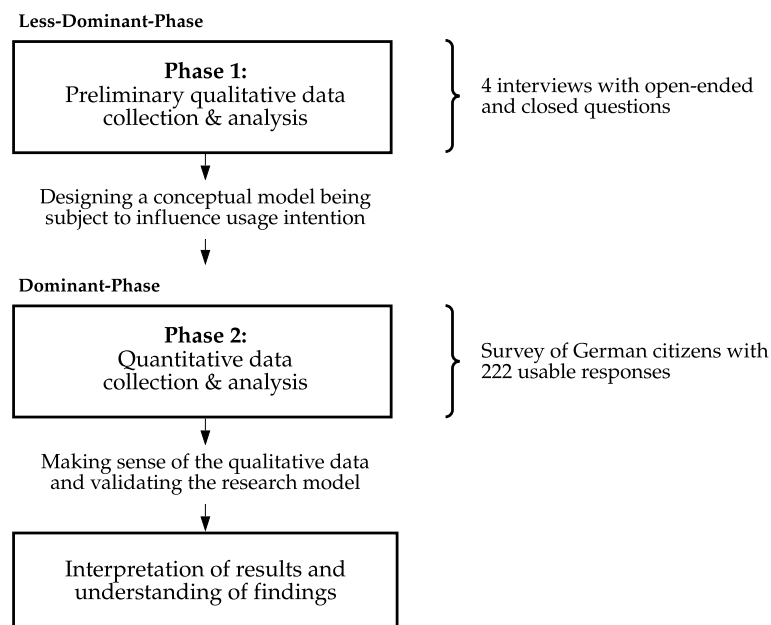 Less-Dominant-Phase
Phase 1:
Preliminary qualitative data
collection & analysis
4 interviews with open-ended
and closed questions
Designing a conceptual model being
subject to influence usage intention
Dominant-Phase
Phase 2:
Quantitative data
collection & analysis
Survey of German citizens with
222 usable responses
Making sense of the qualitative data
and validating the research model
Interpretation of results and
understanding of findings